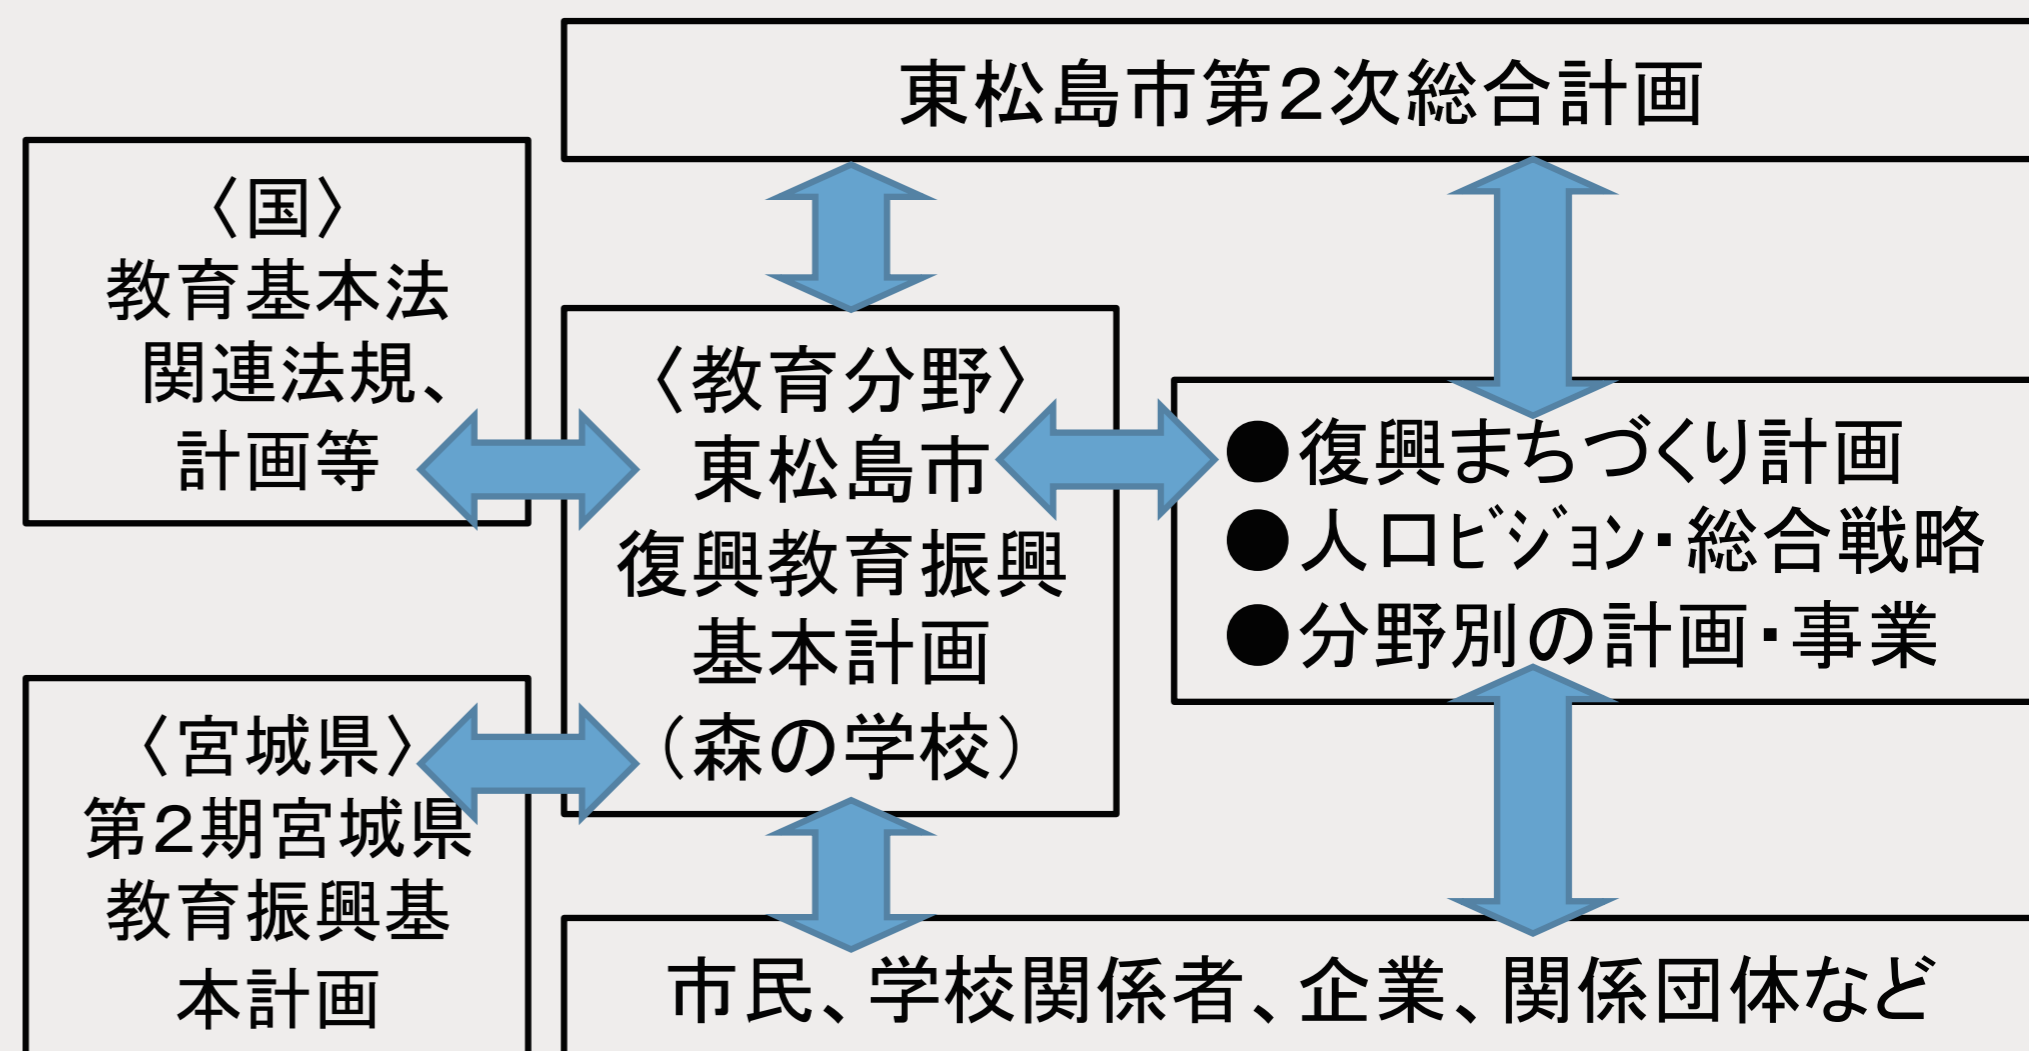 東松島市第２次総合計画
〈国〉
教育基本法
関連法規、
計画等
〈教育分野〉
東松島市
復興教育振興
基本計画
（森の学校）
●復興まちづくり計画
●人口ﾋﾞｼﾞｮﾝ・総合戦略
●分野別の計画・事業
〈宮城県〉
第２期宮城県
教育振興基
本計画
市民、学校関係者、企業、関係団体など